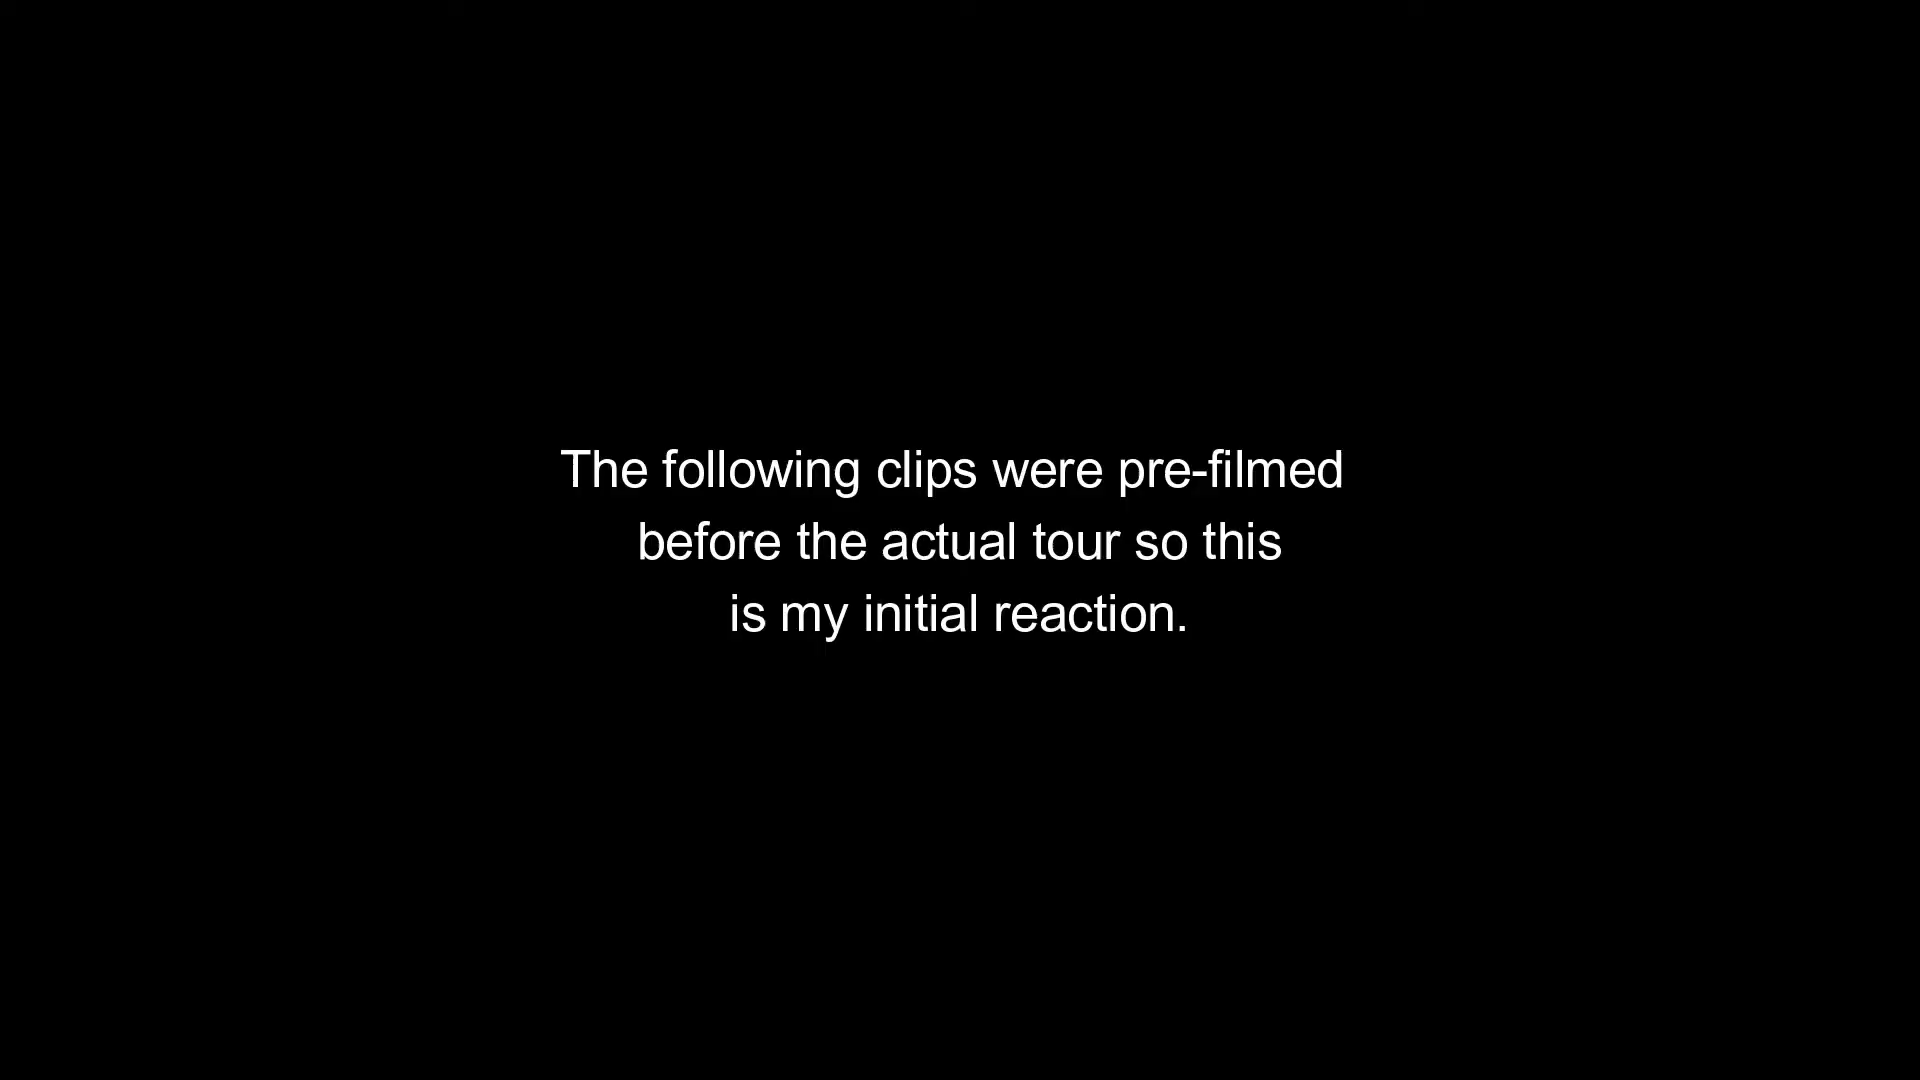 The following clips were pre-filmed
before the actual tour so this
is my initial reaction.